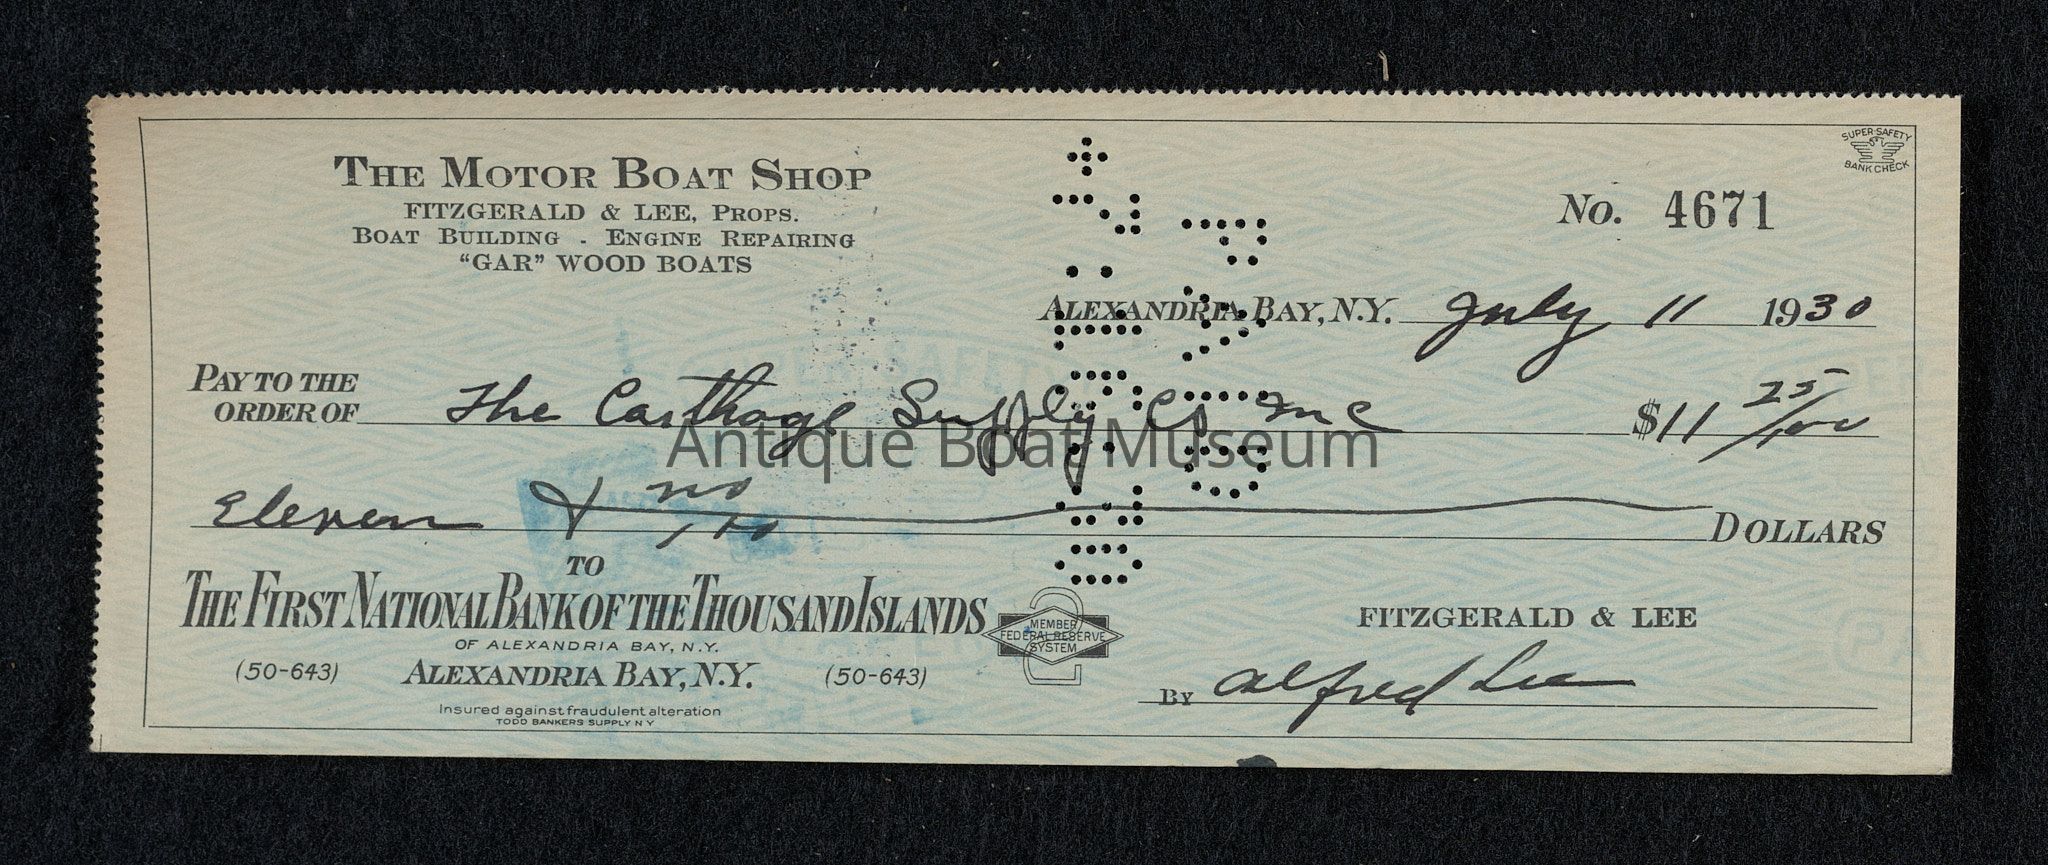 THE MOTOR BOAT SHOP
FITZGERALD & LEE, PROPS.
BOAT BUILDING - ENGINE REPAIRING
"GAR" WOOD BOATS
SUPER-SAFETY
BANK CHECK
No. 4671
ALEXANDRIA BAY, N.Y. July 11 1930
PAY TO THE
ORDER OF The Carthage Supply Co Inc $11 25/100
Antique Boat Museum
Eleven & no/100 DOLLARS
TO
THE FIRST NATIONAL BANK OF THE THOUSAND ISLANDS
OF ALEXANDRIA BAY, N.Y.
(50-643) ALEXANDRIA BAY, N.Y. (50-643)
Insured against fraudulent alteration
TODD BANKERS SUPPLY N Y
MEMBER
FEDERAL RESERVE
SYSTEM
2
FITZGERALD & LEE
BY Alfred Lee